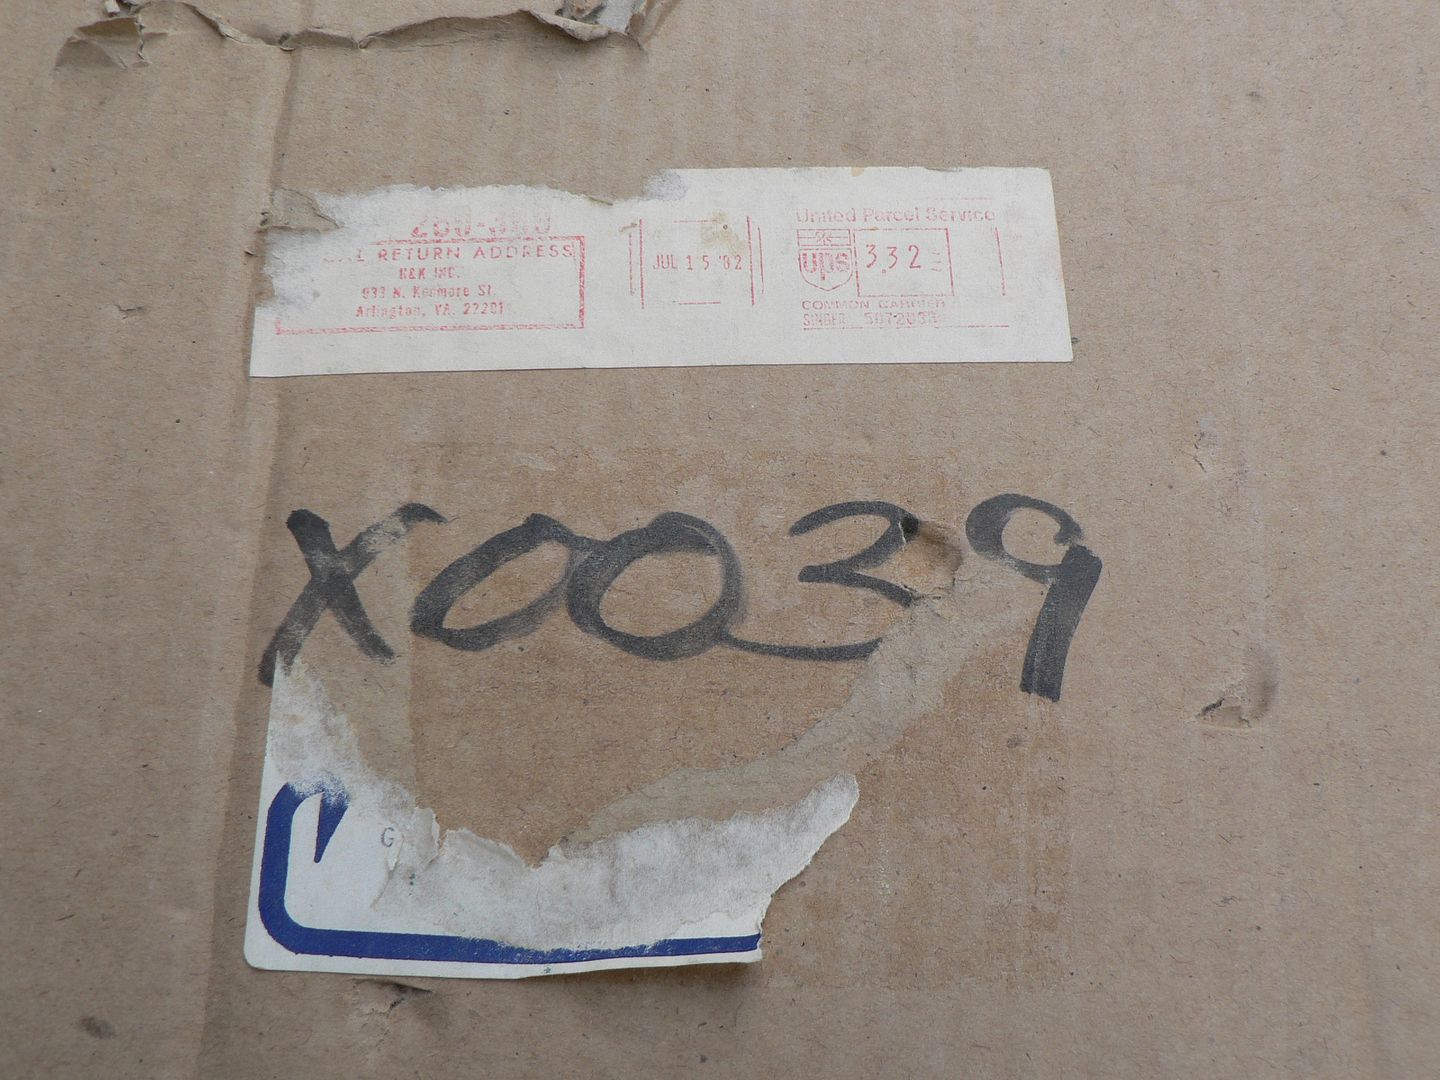 RETURN ADDRESS
933 N. Kenmore St.
Arlington, VA. 22201
JUL 15 '82
United Parcel Service
ups
3.32
COMMON CARRIER
SINGER
X0039
G